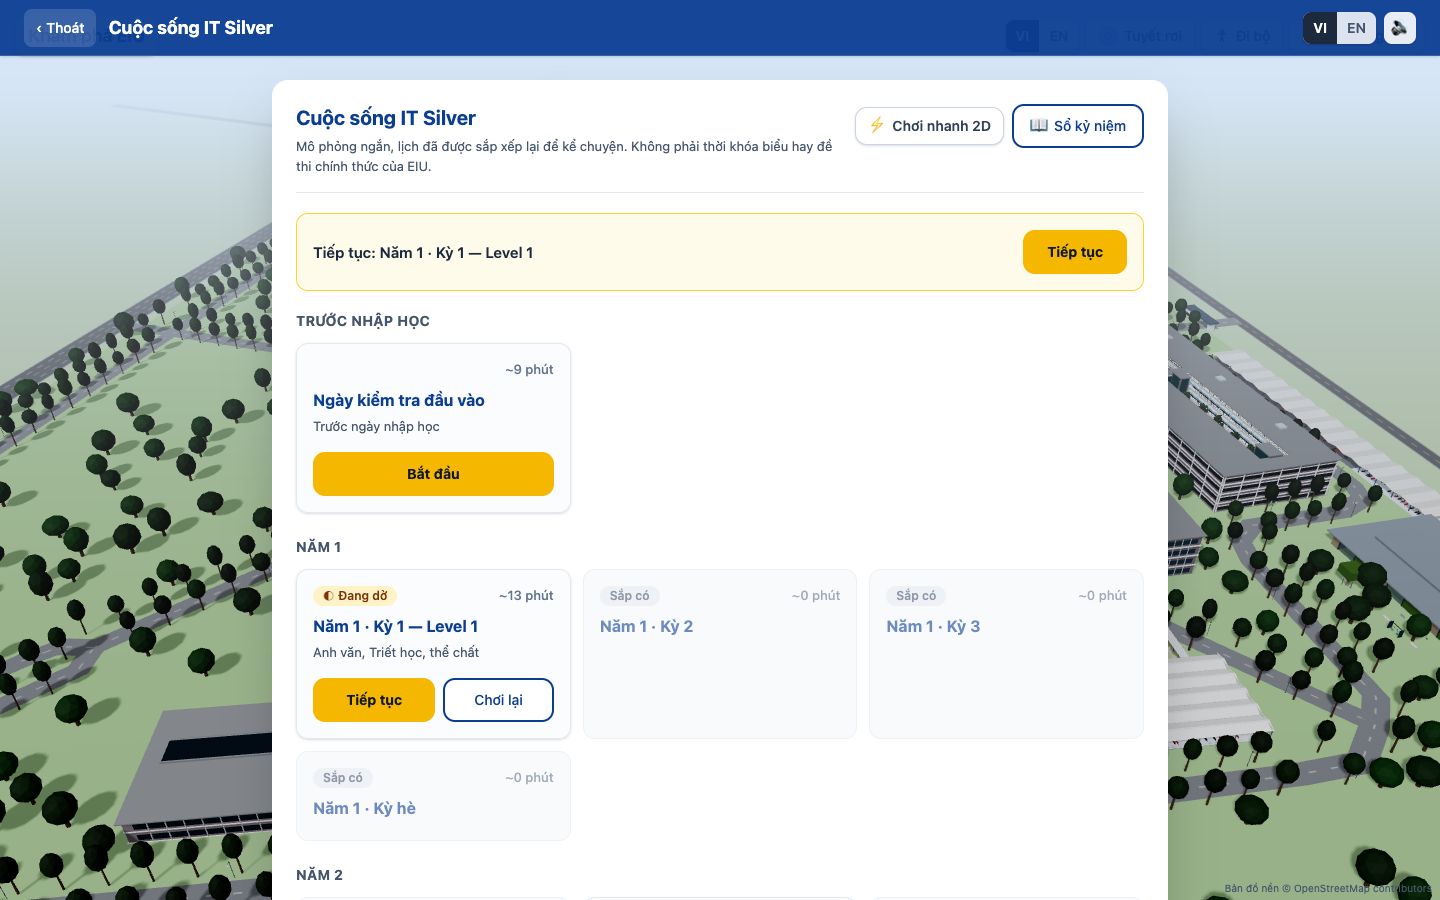 ‹ Thoát
Cuộc sống IT Silver
Tuyết rơi
Đi bộ
VI
EN
VI
EN
Cuộc sống IT Silver
Mô phỏng ngắn, lịch đã được sắp xếp lại để kể chuyện. Không phải thời khóa biểu hay đề
thi chính thức của EIU.
⚡ Chơi nhanh 2D
📖 Sổ kỷ niệm
Tiếp tục: Năm 1 · Kỳ 1 — Level 1
Tiếp tục
TRƯỚC NHẬP HỌC
~9 phút
Ngày kiểm tra đầu vào
Trước ngày nhập học
Bắt đầu
NĂM 1
◐ Đang dở
~13 phút
Năm 1 · Kỳ 1 — Level 1
Anh văn, Triết học, thể chất
Tiếp tục
Chơi lại
Sắp có
~0 phút
Năm 1 · Kỳ 2
Sắp có
~0 phút
Năm 1 · Kỳ 3
Sắp có
~0 phút
Năm 1 · Kỳ hè
NĂM 2
Bản đồ nền © OpenStreetMap contributors